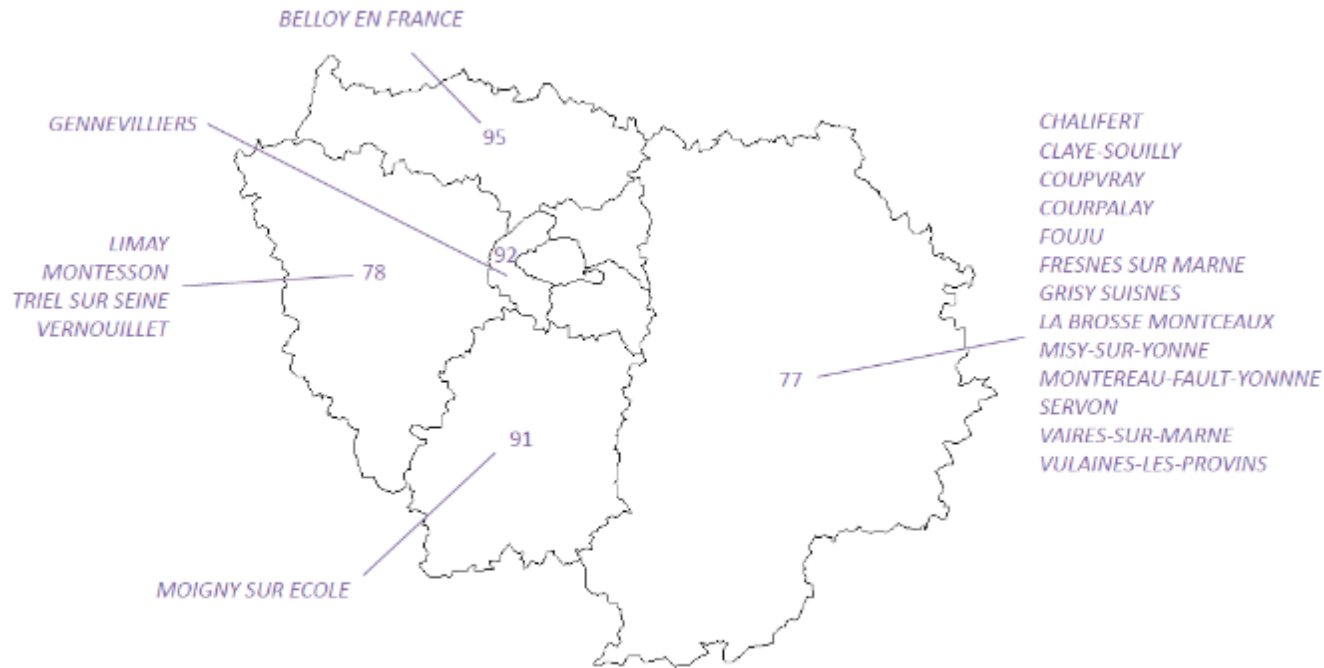 BELLOY EN FRANCE
GENNEVILLIERS
95
92
LIMAY
MONTESSON
TRIEL SUR SEINE
VERNOUILLET
78
91
MOIGNY SUR ECOLE
77
CHALIFERT
CLAYE-SOUILLY
COUPVRAY
COURPALAY
FOUJU
FRESNES SUR MARNE
GRISY SUISNES
LA BROSSE MONTCEAUX
MISY-SUR-YONNE
MONTEREAU-FAULT-YONNNE
SERVON
VAIRES-SUR-MARNE
VULAINES-LES-PROVINS